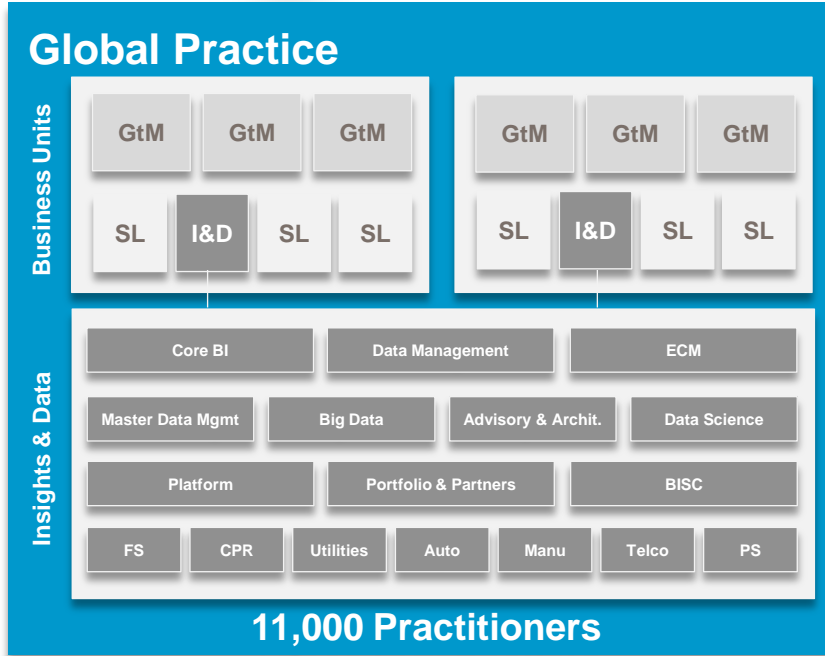 Global Practice
Business Units
GtM GtM GtM
SL I&D SL SL
GtM GtM GtM
SL I&D SL SL
Insights & Data
Core BI Data Management ECM
Master Data Mgmt Big Data Advisory & Archit. Data Science
Platform Portfolio & Partners BISC
FS CPR Utilities Auto Manu Telco PS
11,000 Practitioners